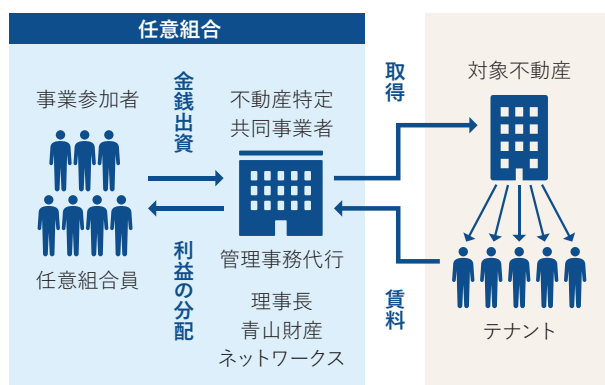 任意組合
事業参加者
任意組合員
金銭出資
利益の分配
不動産特定
共同事業者
管理事務代行
理事長
青山財産
ネットワークス
取得
賃料
対象不動産
テナント